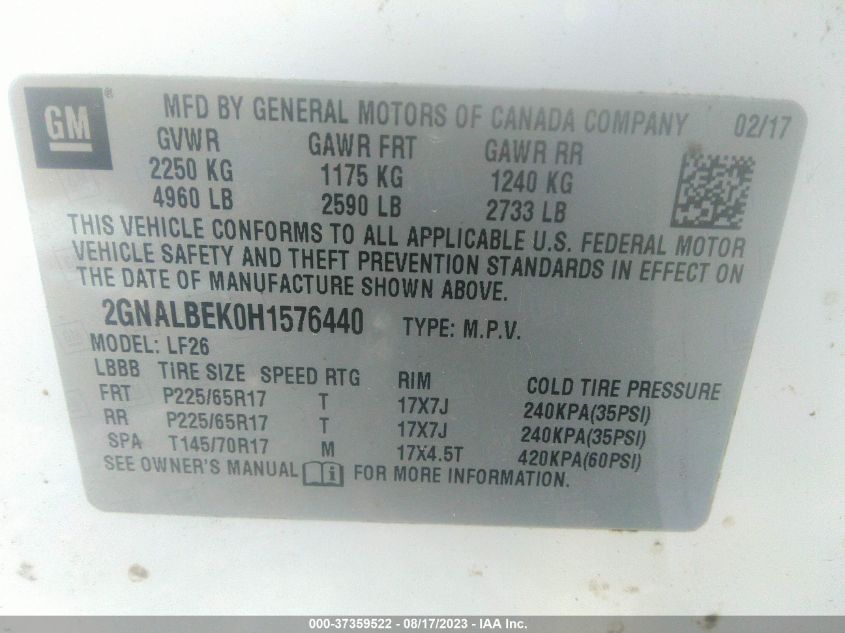 GM ® MFD BY GENERAL MOTORS OF CANADA COMPANY 02/17
GVWR GAWR FRT GAWR RR
2250 KG 1175 KG 1240 KG
4960 LB 2590 LB 2733 LB
THIS VEHICLE CONFORMS TO ALL APPLICABLE U.S. FEDERAL MOTOR
VEHICLE SAFETY AND THEFT PREVENTION STANDARDS IN EFFECT ON
THE DATE OF MANUFACTURE SHOWN ABOVE.
2GNALBEK0H1576440 TYPE: M.P.V.
MODEL: LF26
LBBB TIRE SIZE SPEED RTG RIM COLD TIRE PRESSURE
FRT P225/65R17 T 17X7J 240KPA(35PSI)
RR P225/65R17 T 17X7J 240KPA(35PSI)
SPA T145/70R17 M 17X4.5T 420KPA(60PSI)
SEE OWNER'S MANUAL FOR MORE INFORMATION.
000-37359522 - 08/17/2023 - IAA Inc.